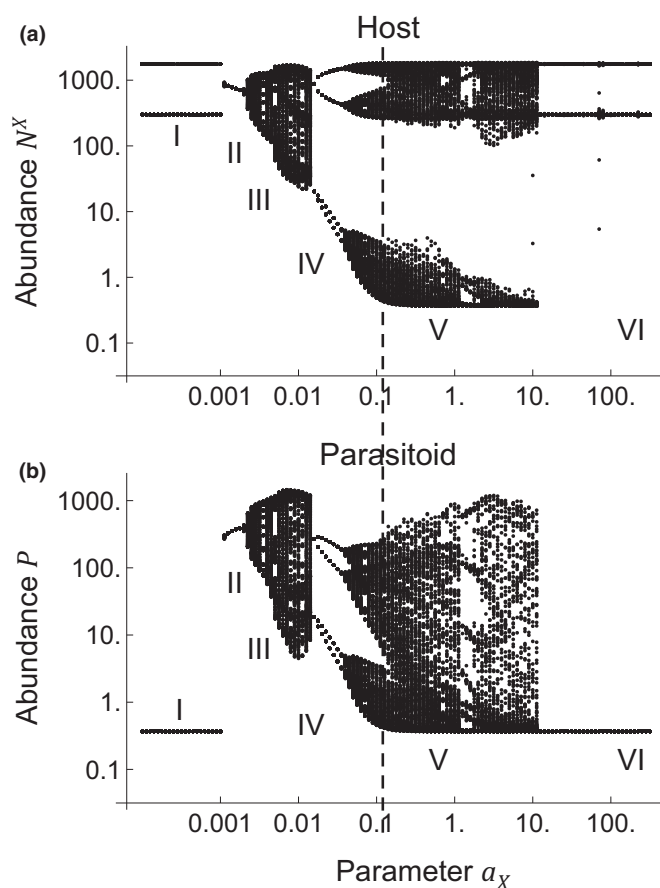 (a)
Host
Abundance N^X
1000.
100.
10.
1.
0.1
I
II
III
IV
V
VI
0.001 0.01 0.1 1. 10. 100.
(b)
Parasitoid
Abundance P
1000.
100.
10.
1.
0.1
I
II
III
IV
V
VI
0.001 0.01 0.1 1. 10. 100.
Parameter a_X